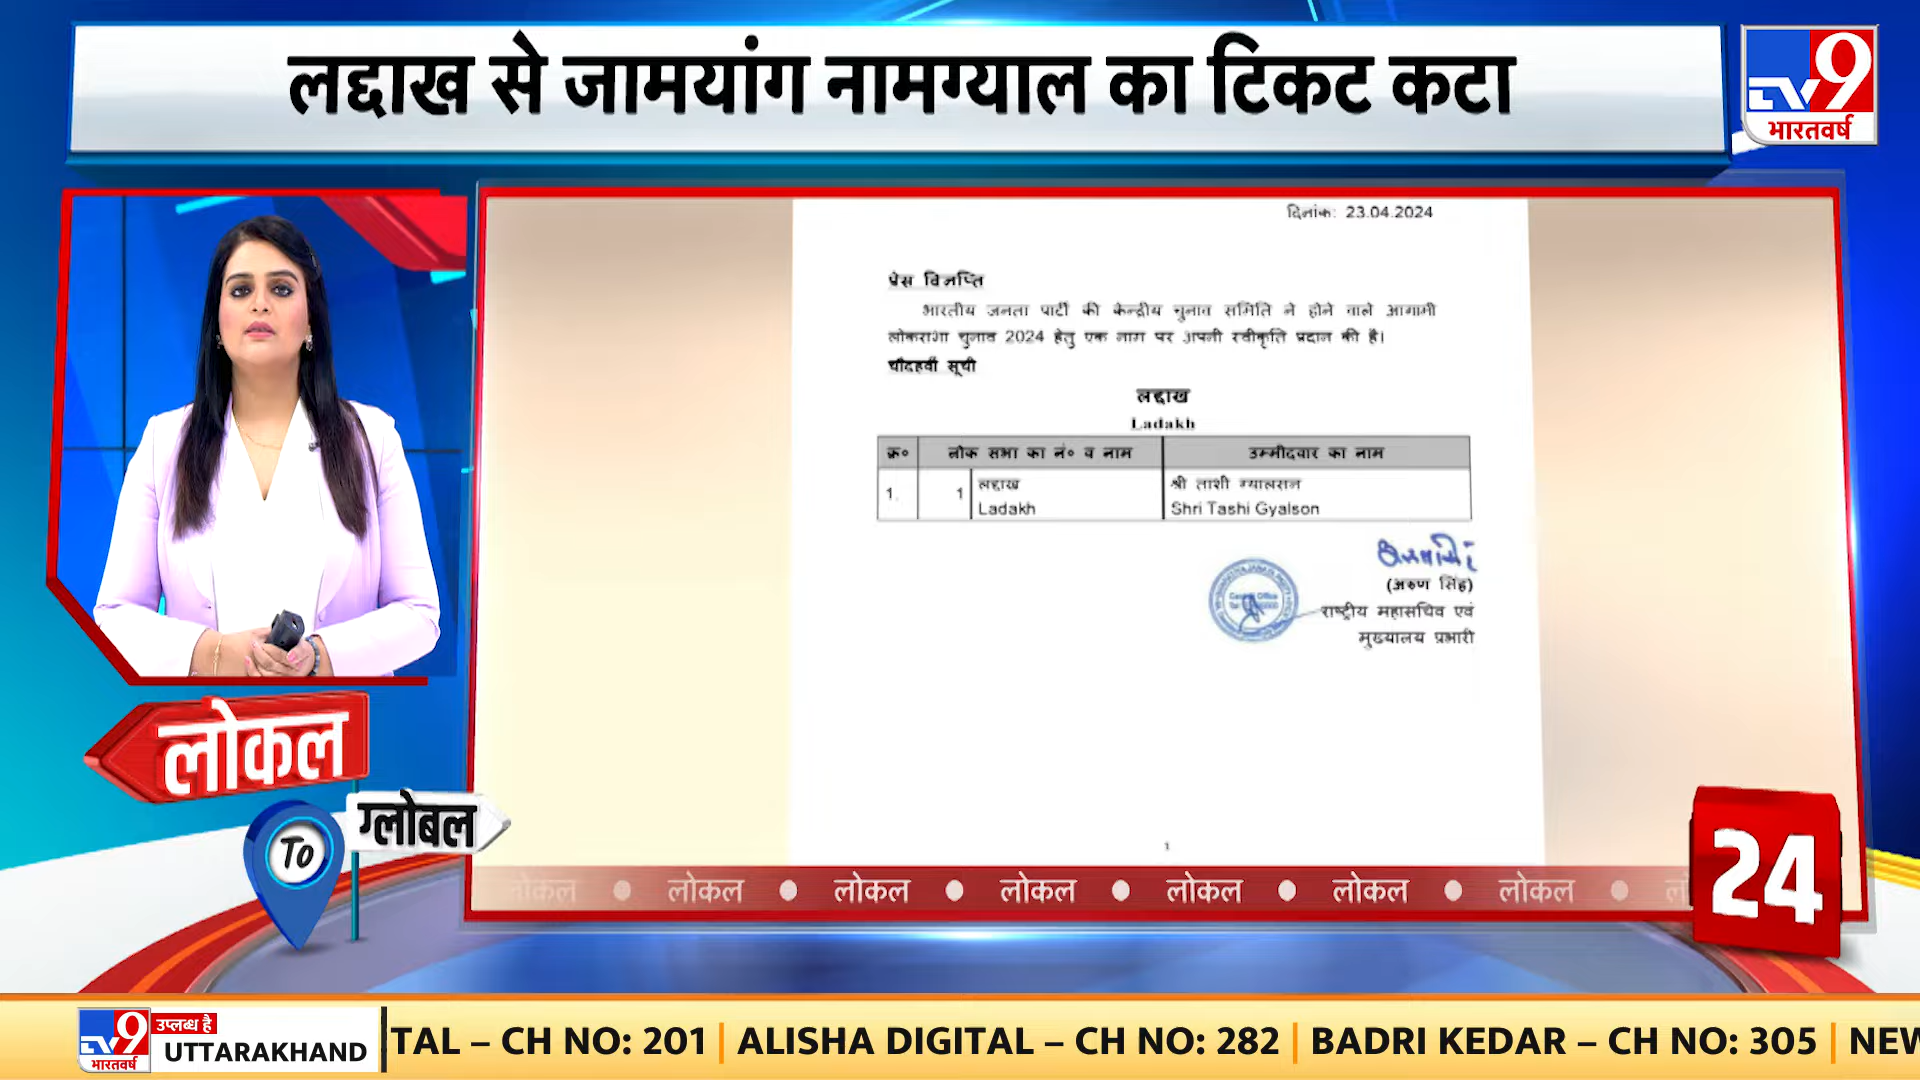 लद्दाख से जामयांग नामग्याल का टिकट कटा
TV9
भारतवर्ष
दिनांक: 23.04.2024
प्रेस विज्ञप्ति
भारतीय जनता पार्टी की केन्द्रीय चुनाव समिति ने होने वाले आगामी
लोकसभा चुनाव 2024 हेतु एक नाम पर अपनी स्वीकृति प्रदान की है।
चौदहवीं सूची
लद्दाख
Ladakh
क्र० लोक सभा का नं० व नाम उम्मीदवार का नाम
1. 1 लद्दाख श्री ताशी ग्यालसन
Ladakh Shri Tashi Gyalson
(अरुण सिंह)
राष्ट्रीय महासचिव एवं
मुख्यालय प्रभारी
1
लोकल
To ग्लोबल
लोकल लोकल लोकल लोकल लोकल लोकल लोकल
24
TV9 भारतवर्ष उप्लब्ध है
UTTARAKHAND
TAL – CH NO: 201 | ALISHA DIGITAL – CH NO: 282 | BADRI KEDAR – CH NO: 305 | NEW